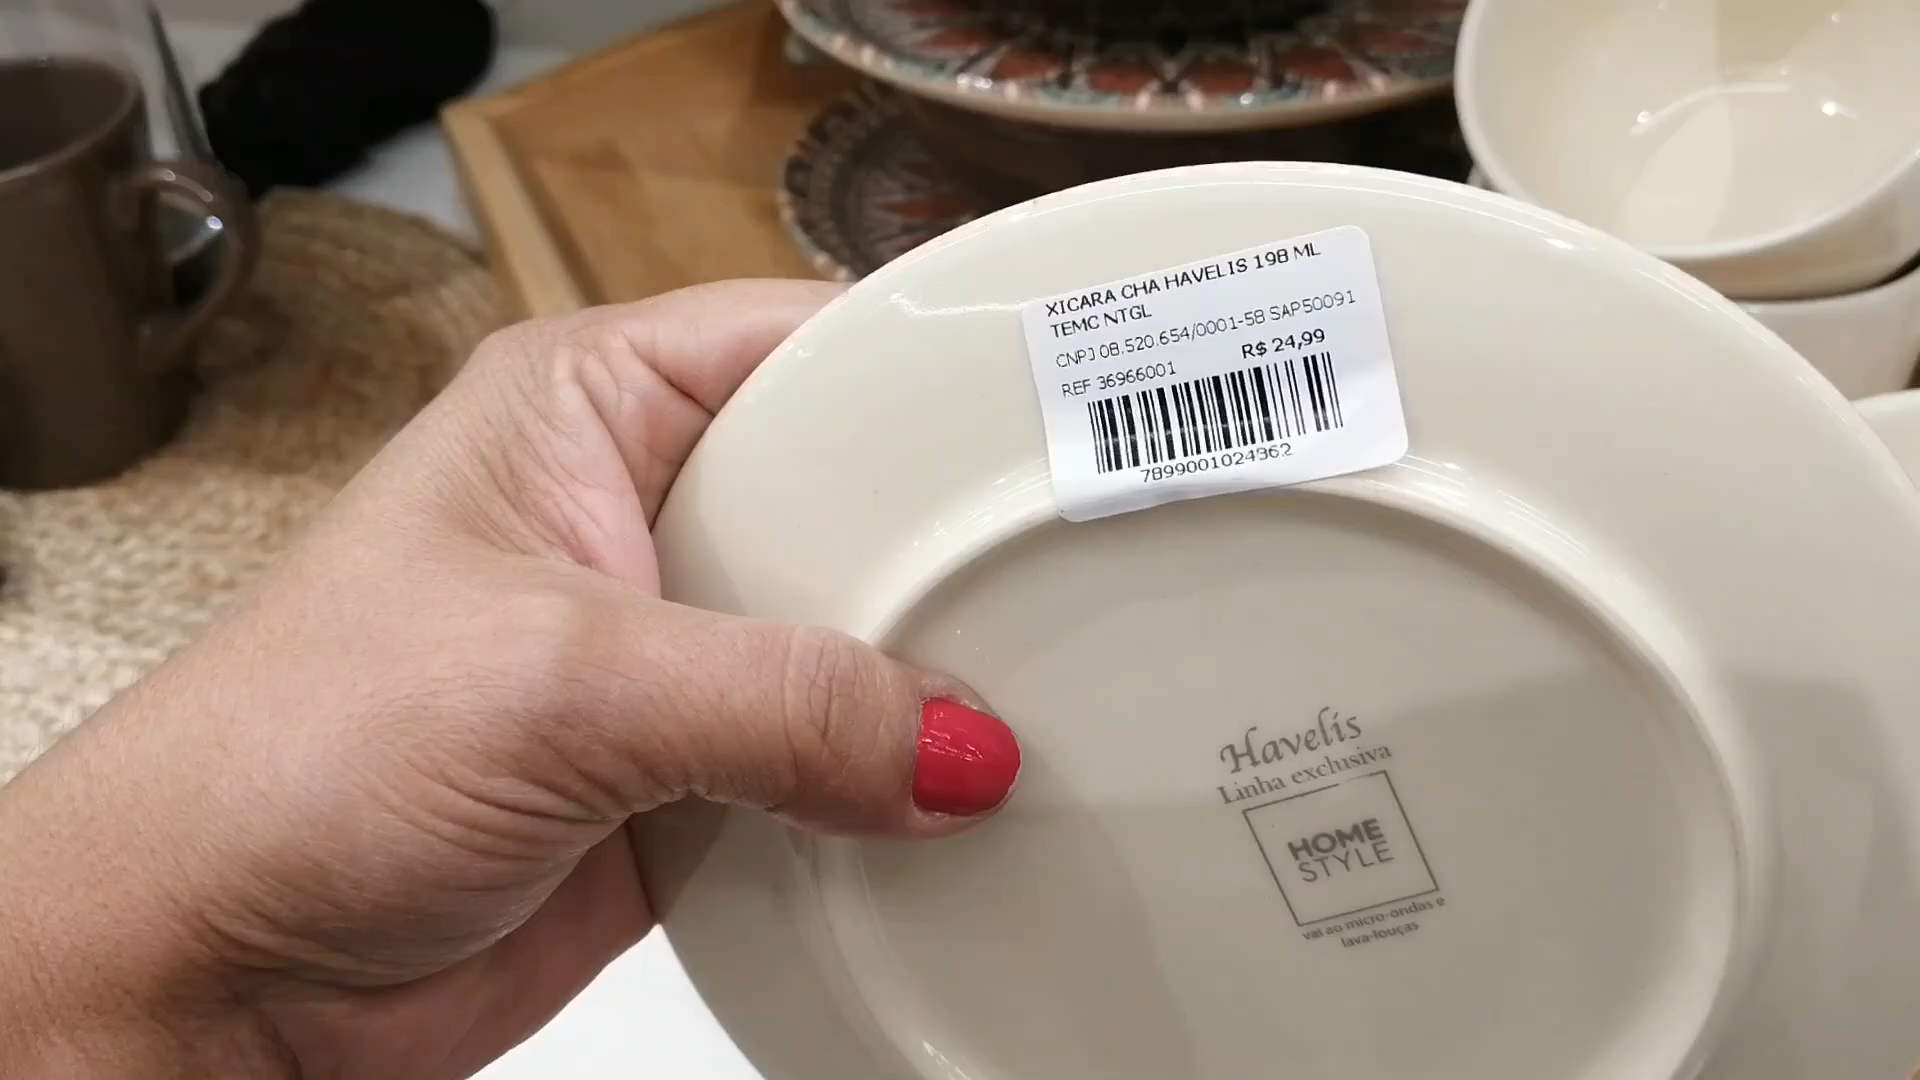 XICARA CHA HAVELIS 198 ML
TEMC NTGL
CNPJ 08.520.654/0001-58 SAP50091
R$ 24,99
REF 36966001
7899001024362
Havelis
Linha exclusiva
HOME
STYLE
vai ao micro-ondas e
lava-louças